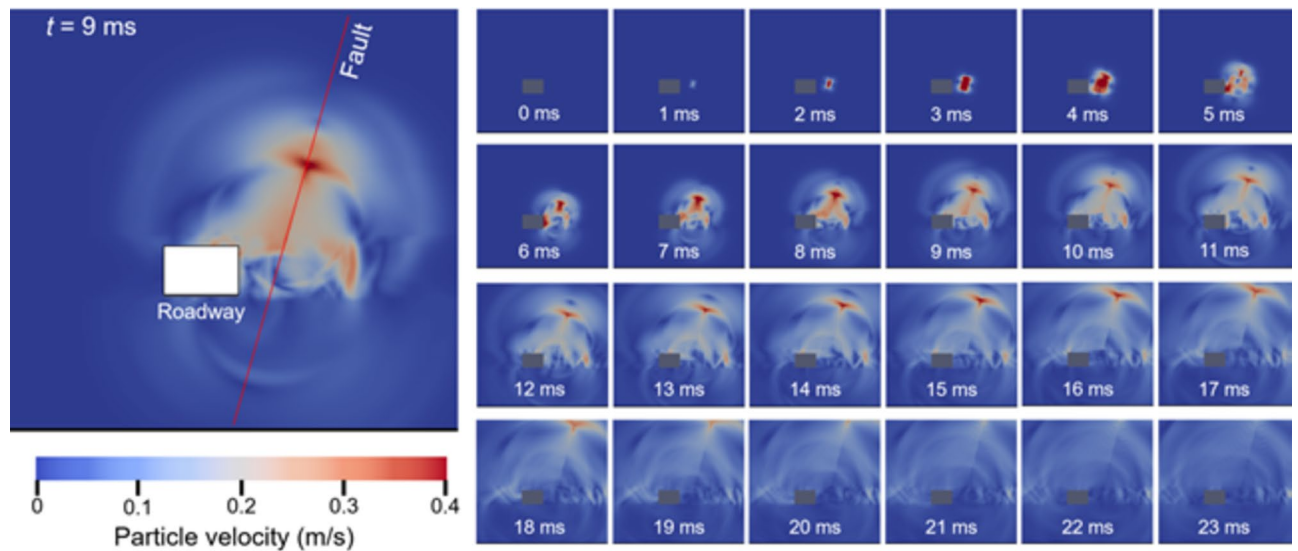 t = 9 ms
Fault
Roadway
0 0.1 0.2 0.3 0.4
Particle velocity (m/s)
0 ms 1 ms 2 ms 3 ms 4 ms 5 ms
6 ms 7 ms 8 ms 9 ms 10 ms 11 ms
12 ms 13 ms 14 ms 15 ms 16 ms 17 ms
18 ms 19 ms 20 ms 21 ms 22 ms 23 ms